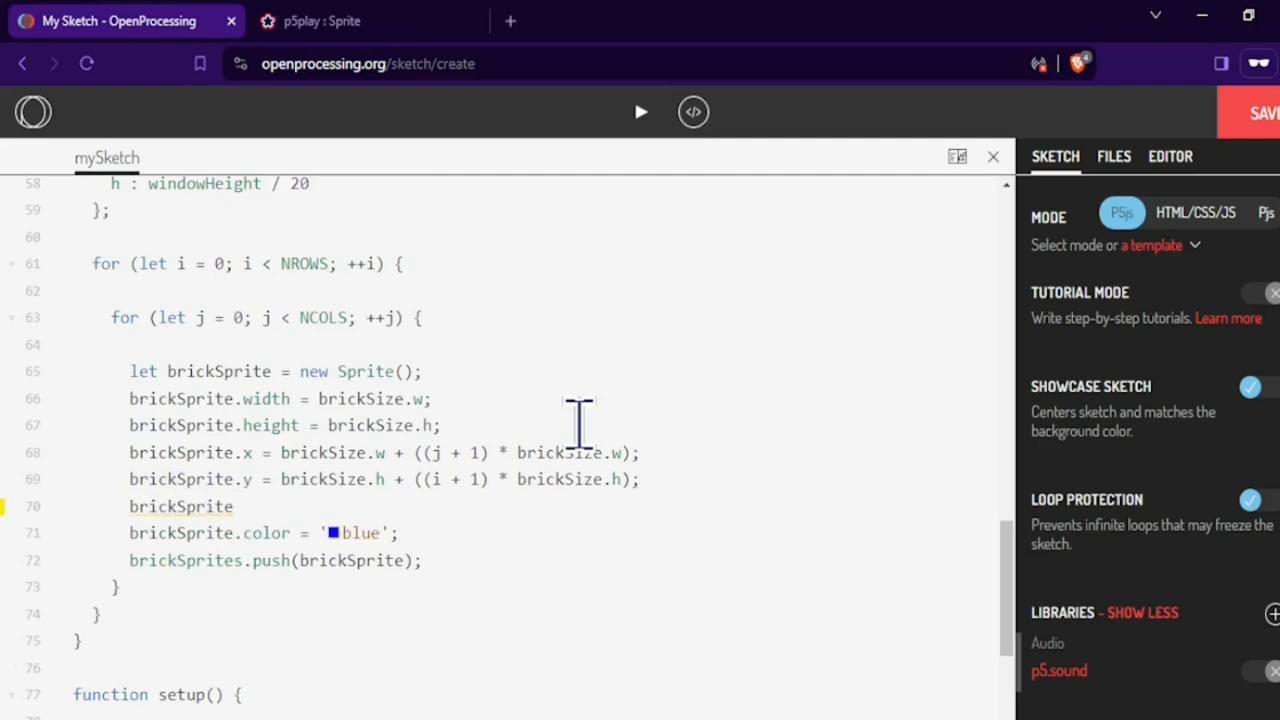 My Sketch - OpenProcessing
p5play : Sprite
openprocessing.org/sketch/create
4
</>
SAVE
mySketch
SKETCH FILES EDITOR
58 h : windowHeight / 20
59 };
60
61 for (let i = 0; i < NROWS; ++i) {
62
63 for (let j = 0; j < NCOLS; ++j) {
64
65 let brickSprite = new Sprite();
66 brickSprite.width = brickSize.w;
67 brickSprite.height = brickSize.h;
68 brickSprite.x = brickSize.w + ((j + 1) * brickSize.w);
69 brickSprite.y = brickSize.h + ((i + 1) * brickSize.h);
70 brickSprite
71 brickSprite.color = 'blue';
72 brickSprites.push(brickSprite);
73 }
74 }
75 }
76
77 function setup() {
MODE P5js HTML/CSS/JS Pjs
Select mode or a template
TUTORIAL MODE
Write step-by-step tutorials. Learn more
SHOWCASE SKETCH
Centers sketch and matches the
background color.
LOOP PROTECTION
Prevents infinite loops that may freeze the
sketch.
LIBRARIES - SHOW LESS
Audio
p5.sound